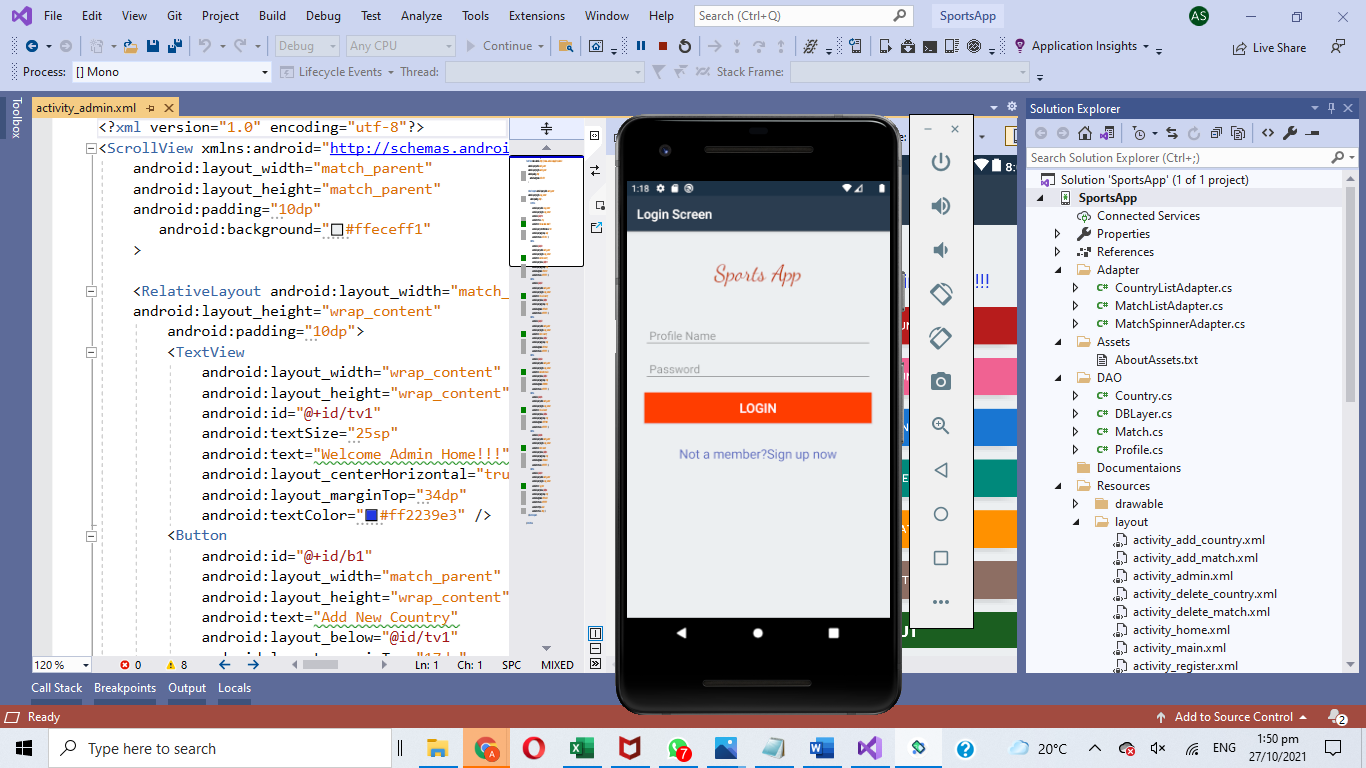 File Edit View Git Project Build Debug Test Analyze Tools Extensions Window Help Search (Ctrl+Q) SportsApp AS
Debug Any CPU Continue Application Insights Live Share
Process: [] Mono Lifecycle Events Thread: Stack Frame:
Toolbox
activity_admin.xml
<?xml version="1.0" encoding="utf-8"?>
<ScrollView xmlns:android="http://schemas.androi
android:layout_width="match_parent"
android:layout_height="match_parent"
android:padding="10dp"
android:background="#ffeceff1"
>
<RelativeLayout android:layout_width="match_
android:layout_height="wrap_content"
android:padding="10dp">
<TextView
android:layout_width="wrap_content"
android:layout_height="wrap_content"
android:id="@+id/tv1"
android:textSize="25sp"
android:text="Welcome Admin Home!!!"
android:layout_centerHorizontal="tru
android:layout_marginTop="34dp"
android:textColor="#ff2239e3" />
<Button
android:id="@+id/b1"
android:layout_width="match_parent"
android:layout_height="wrap_content"
android:text="Add New Country"
android:layout_below="@id/tv1"
120 % 0 8 Ln: 1 Ch: 1 SPC MIXED
1:18
Login Screen
Sports App
Profile Name
Password
LOGIN
Not a member?Sign up now
8:
!!!
Solution Explorer
Search Solution Explorer (Ctrl+;)
Solution 'SportsApp' (1 of 1 project)
SportsApp
Connected Services
Properties
References
Adapter
C# CountryListAdapter.cs
C# MatchListAdapter.cs
C# MatchSpinnerAdapter.cs
Assets
AboutAssets.txt
DAO
C# Country.cs
C# DBLayer.cs
C# Match.cs
C# Profile.cs
Documentaions
Resources
drawable
layout
activity_add_country.xml
activity_add_match.xml
activity_admin.xml
activity_delete_country.xml
activity_delete_match.xml
activity_home.xml
activity_main.xml
activity_register.xml
Call Stack Breakpoints Output Locals
Ready Add to Source Control 2
Type here to search A 7 20°C ENG 1:50 pm
27/10/2021